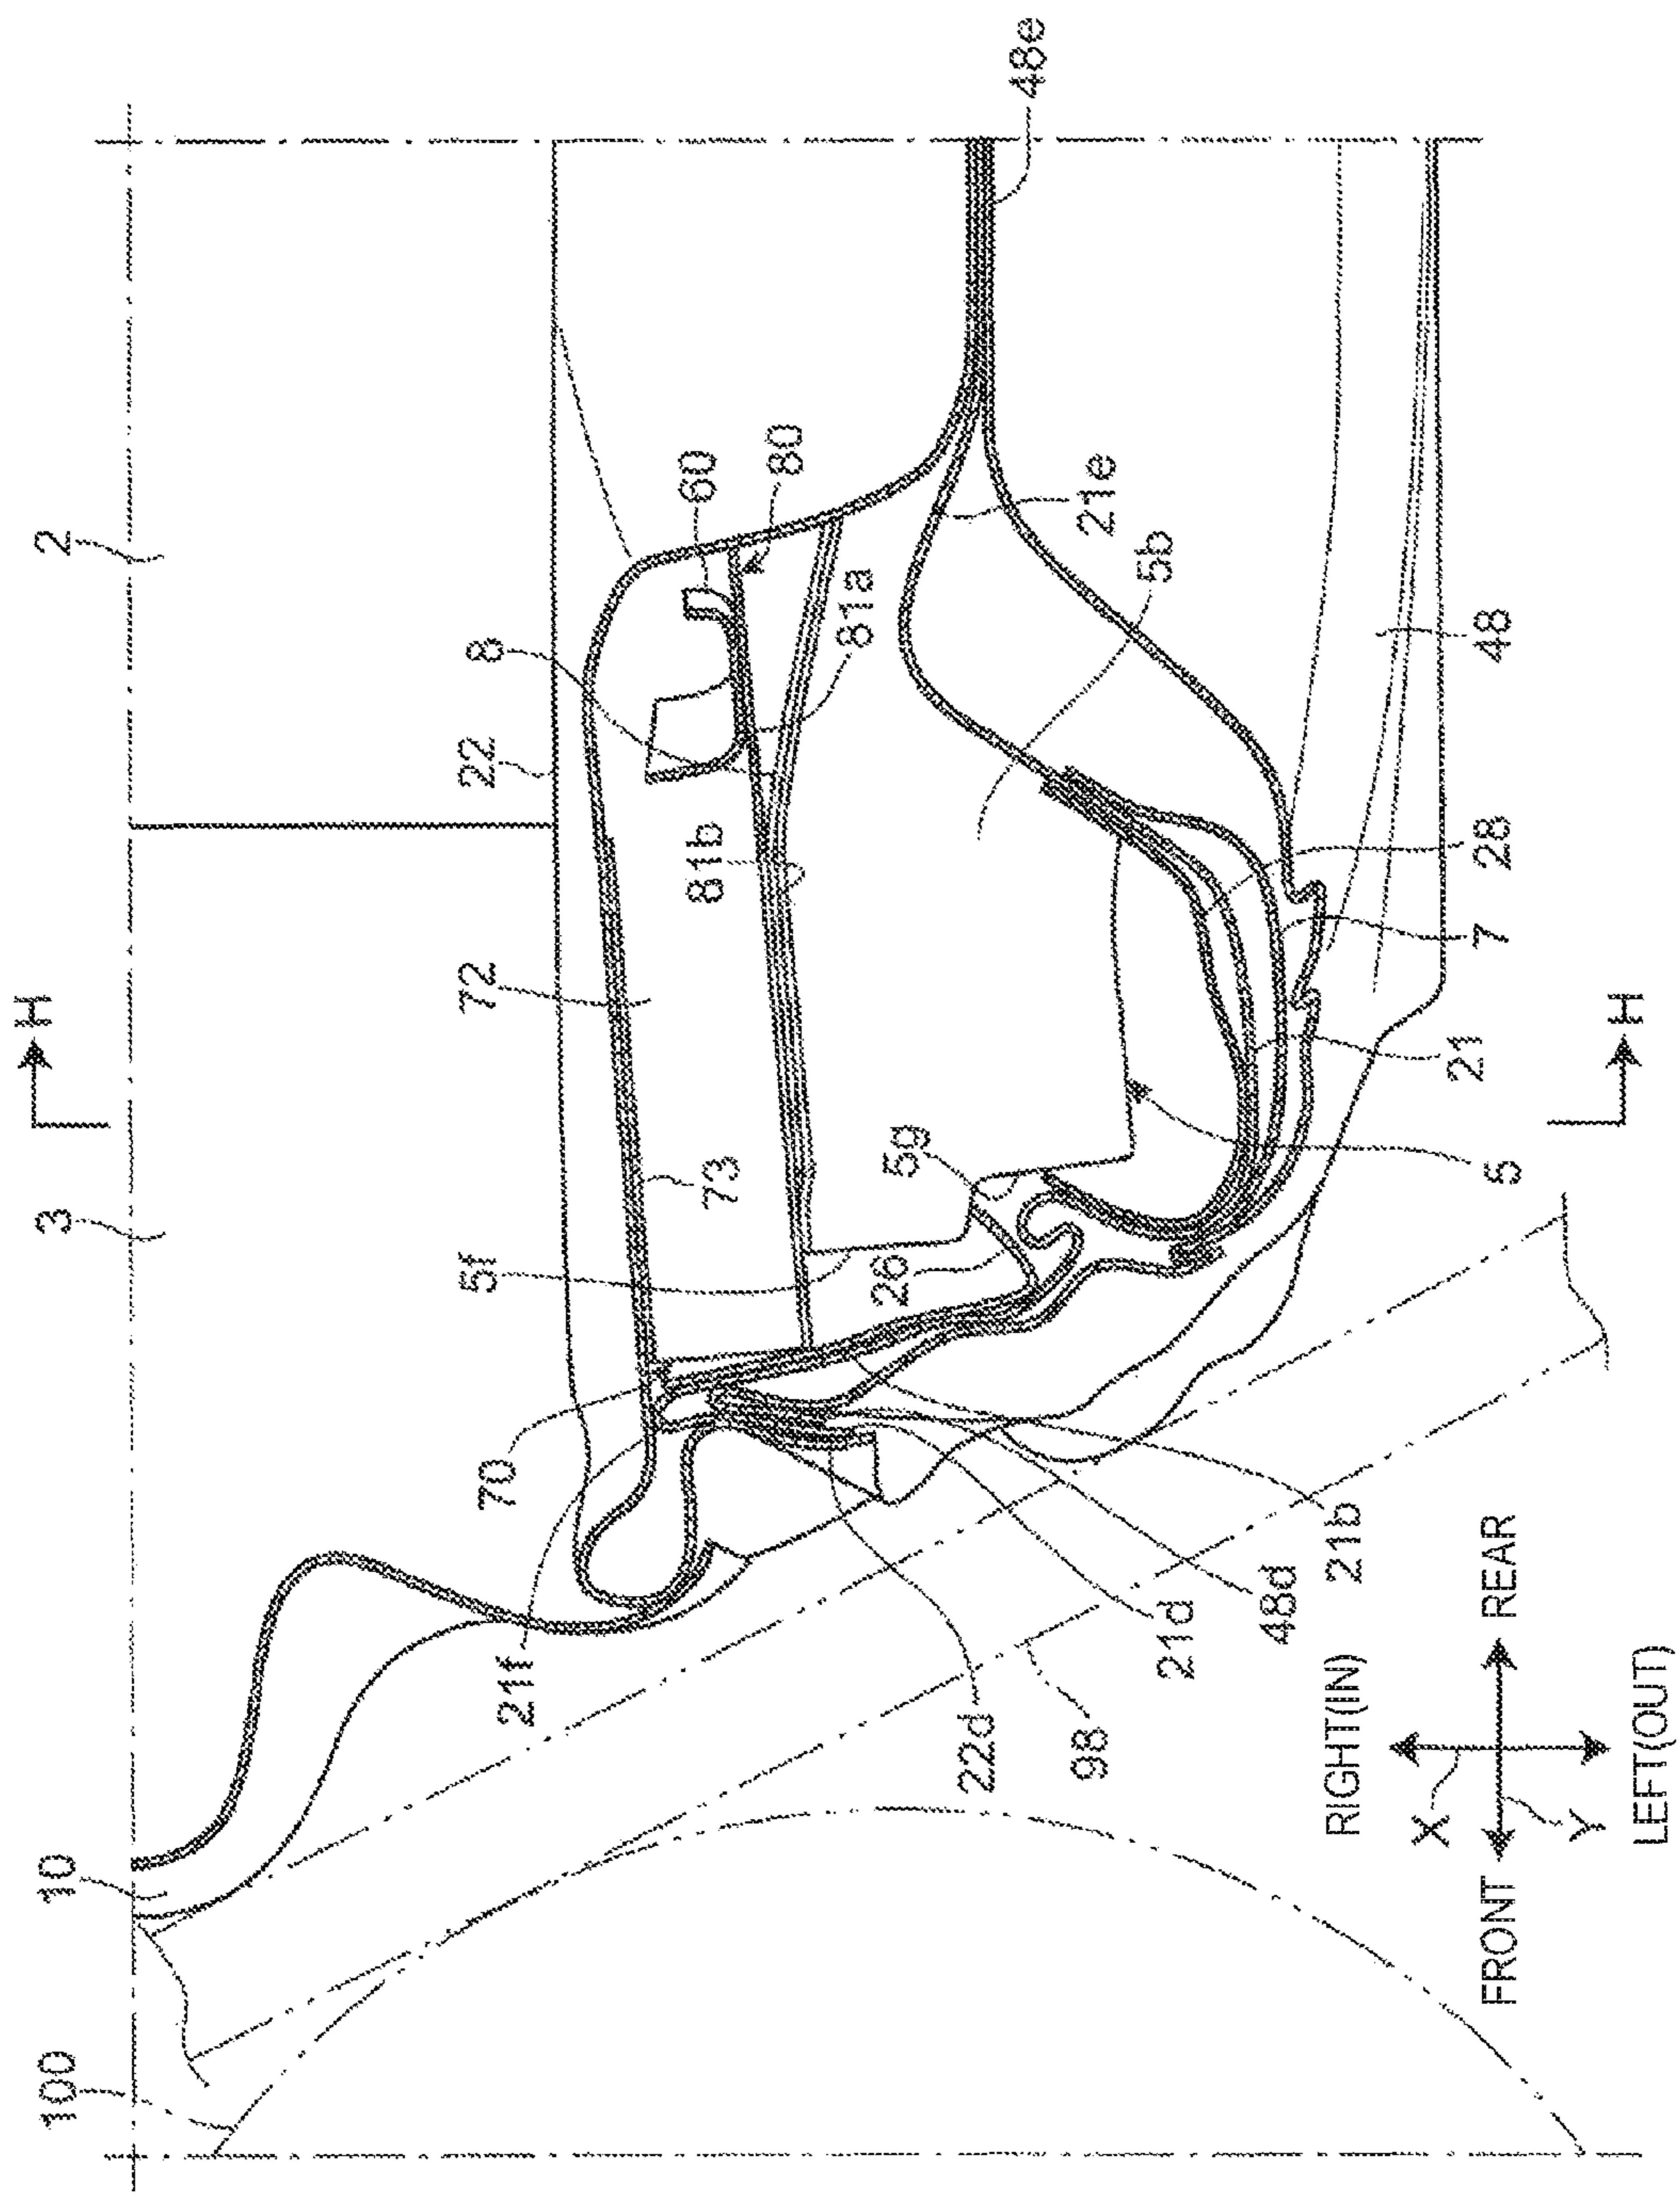 H
H
100
10
3
2
22
72
8
60
80
48e
73
81b
81a
21e
5b
5f
5g
26
70
21f
22d
98
21d
48d
21b
5
21
7
28
48
RIGHT(IN)
X
FRONT
REAR
Y
LEFT(OUT)